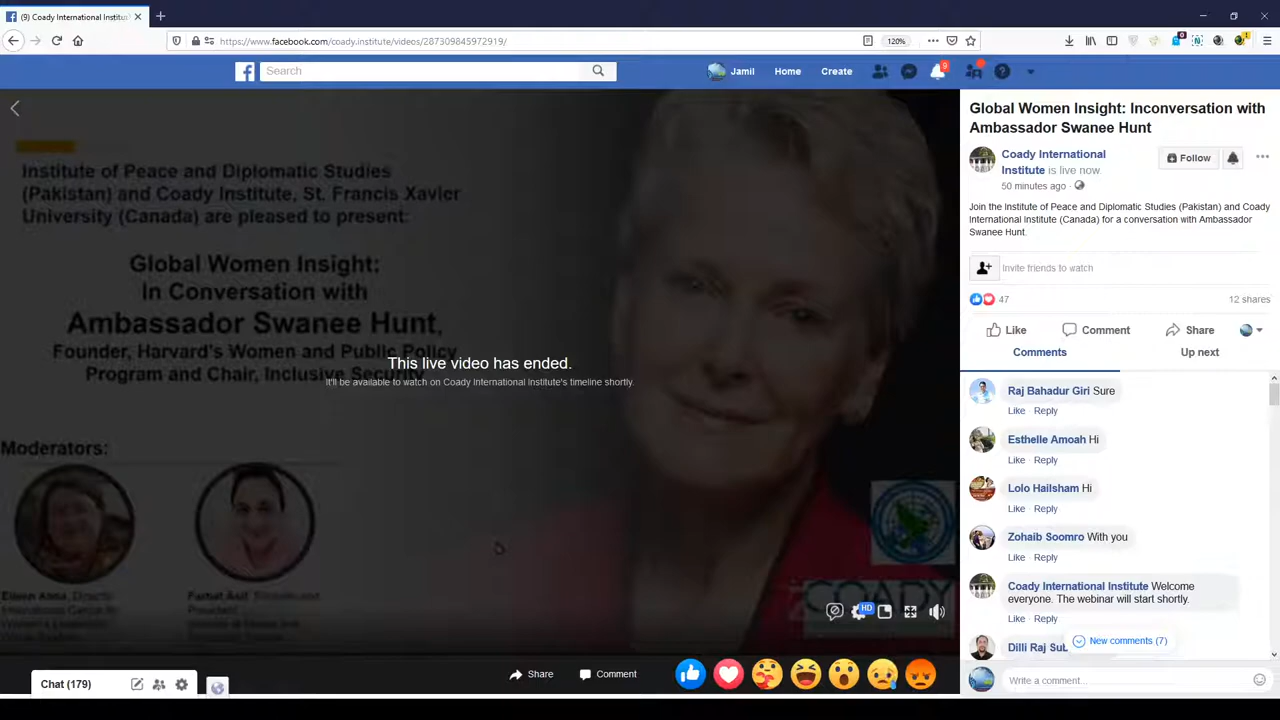 (9) Coady International Institu
https://www.facebook.com/coady.institute/videos/287309845972919/
120%
0
1
Search
Jamil
Home
Create
9
Institute of Peace and Diplomatic Studies
(Pakistan) and Coady Institute, St. Francis Xavier
University (Canada) are pleased to present:
Global Women Insight:
In Conversation with
Ambassador Swanee Hunt,
Founder, Harvard's Women and Public Policy
Program and Chair, Inclusive Security
This live video has ended.
It'll be available to watch on Coady International Institute's timeline shortly.
Moderators:
COADY
HD
Share
Comment
Chat (179)
Global Women Insight: Inconversation with
Ambassador Swanee Hunt
Coady International
Institute is live now.
50 minutes ago ·
Follow
Join the Institute of Peace and Diplomatic Studies (Pakistan) and Coady
International Institute (Canada) for a conversation with Ambassador
Swanee Hunt.
Invite friends to watch
47
12 shares
Like
Comment
Share
Comments
Up next
Raj Bahadur Giri Sure
Like · Reply
Esthelle Amoah Hi
Like · Reply
Lolo Hailsham Hi
Like · Reply
Zohaib Soomro With you
Like · Reply
Coady International Institute Welcome
everyone. The webinar will start shortly.
Like · Reply
New comments (7)
Dilli Raj Sub
Write a comment...